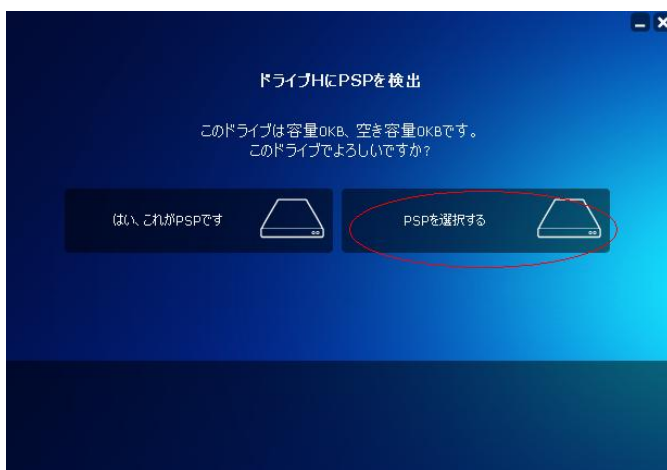 ドライブHにPSPを検出
このドライブは容量0KB、空き容量0KBです。
このドライブでよろしいですか?
はい、これがPSPです
PSPを選択する